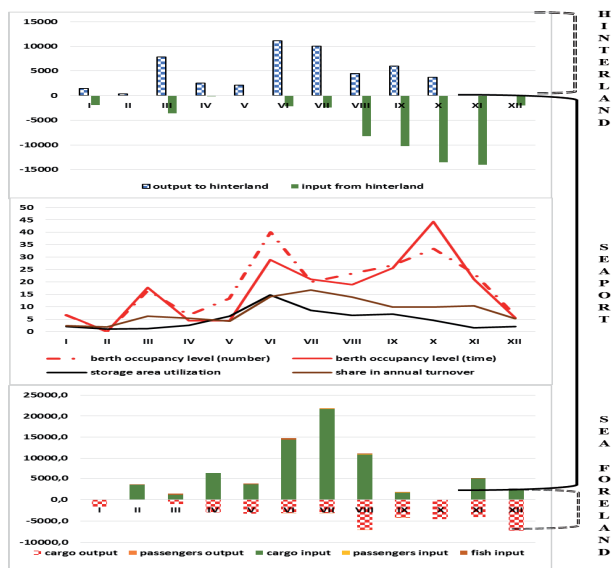 15000
10000
5000
0
-5000
-10000
-15000
I II III IV V VI VII VIII IX X XI XII
output to hinterland input from hinterland
HINTERLAND
50
45
40
35
30
25
20
15
10
5
0
I II III IV V VI VII VIII IX X XI XII
berth occupancy level (number) berth occupancy level (time)
storage area utilization share in annual turnover
SEAPORT
25000,0
20000,0
15000,0
10000,0
5000,0
0,0
-5000,0
-10000,0
I II III IV V VI VII VIII IX X XI XII
cargo output passengers output cargo input passengers input fish input
SEA FORELAND